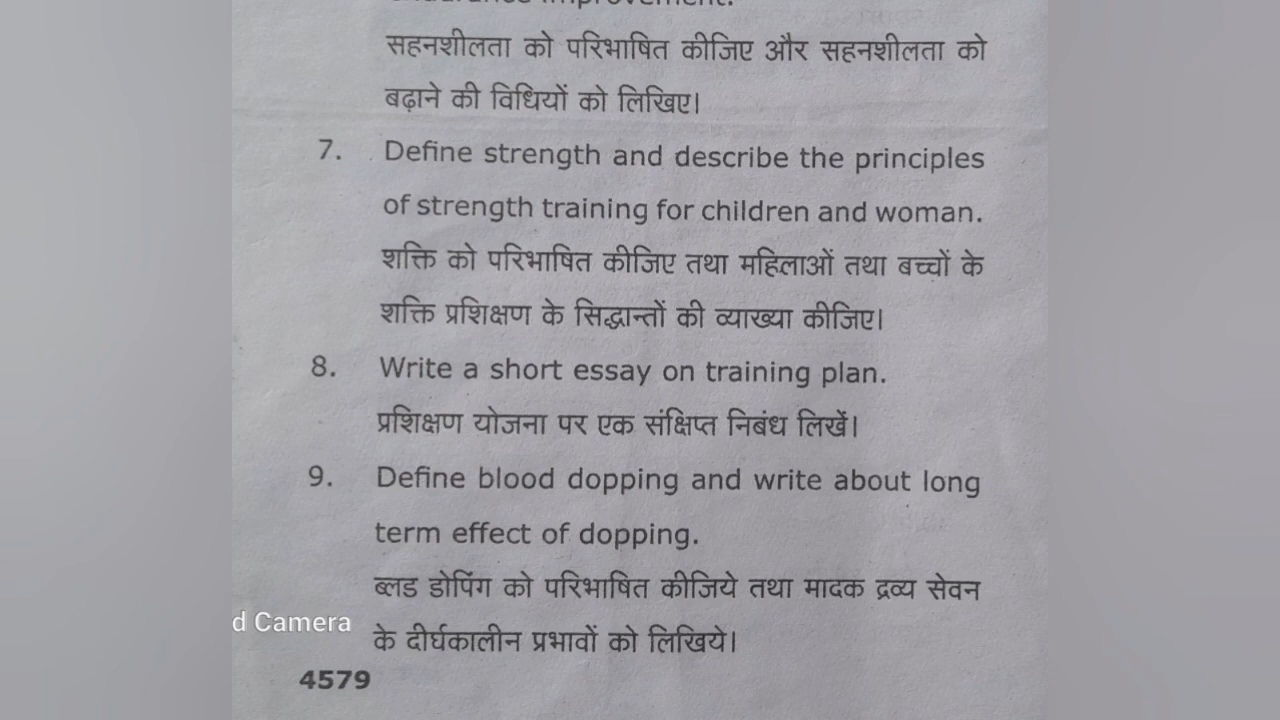 सहनशीलता को परिभाषित कीजिए और सहनशीलता को
बढ़ाने की विधियों को लिखिए।
7. Define strength and describe the principles
of strength training for children and woman.
शक्ति को परिभाषित कीजिए तथा महिलाओं तथा बच्चों के
शक्ति प्रशिक्षण के सिद्धान्तों की व्याख्या कीजिए।
8. Write a short essay on training plan.
प्रशिक्षण योजना पर एक संक्षिप्त निबंध लिखें।
9. Define blood dopping and write about long
term effect of dopping.
ब्लड डोपिंग को परिभाषित कीजिये तथा मादक द्रव्य सेवन
d Camera
के दीर्घकालीन प्रभावों को लिखिये।
4579